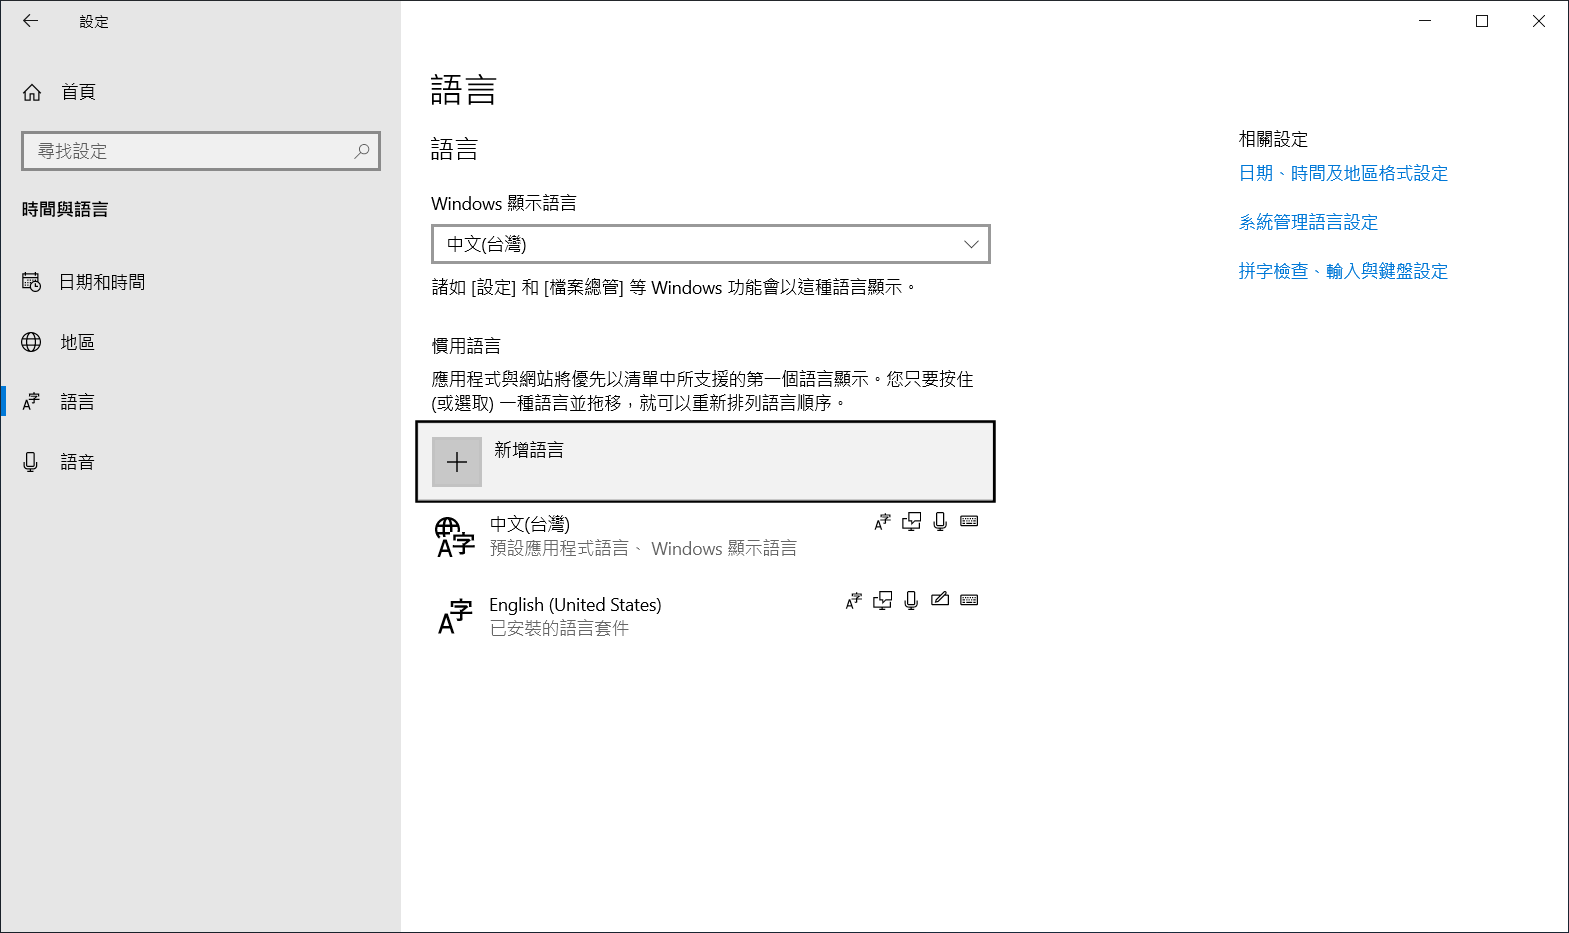 設定
首頁
尋找設定
時間與語言
日期和時間
地區
語言
語音
語言
語言
Windows 顯示語言
中文(台灣)
諸如 [設定] 和 [檔案總管] 等 Windows 功能會以這種語言顯示。
慣用語言
應用程式與網站將優先以清單中所支援的第一個語言顯示。您只要按住
(或選取) 一種語言並拖移，就可以重新排列語言順序。
新增語言
中文(台灣)
預設應用程式語言、 Windows 顯示語言
English (United States)
已安裝的語言套件
相關設定
日期、時間及地區格式設定
系統管理語言設定
拼字檢查、輸入與鍵盤設定